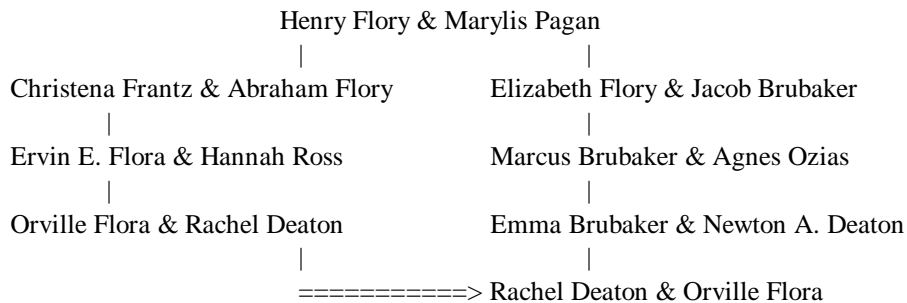 Henry Flory & Marylis Pagan
| |
Christena Frantz & Abraham Flory Elizabeth Flory & Jacob Brubaker
| |
Ervin E. Flora & Hannah Ross Marcus Brubaker & Agnes Ozias
| |
Orville Flora & Rachel Deaton Emma Brubaker & Newton A. Deaton
| |
===========> Rachel Deaton & Orville Flora